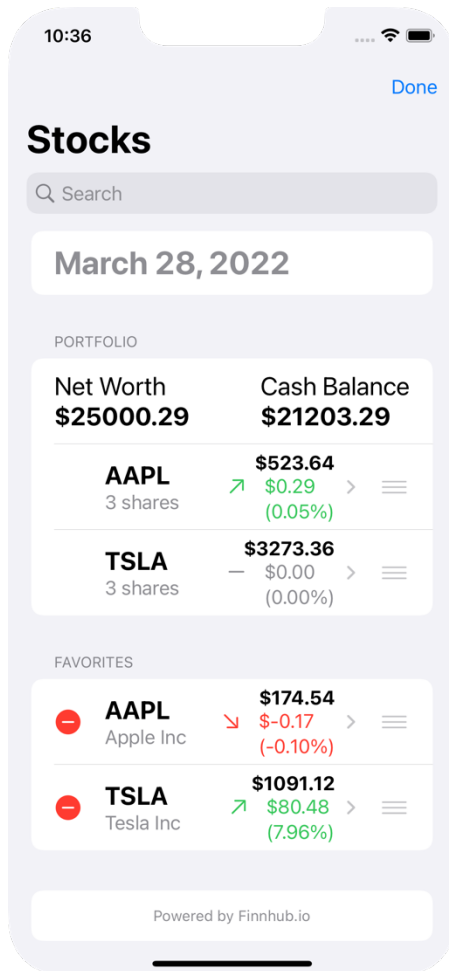 10:36
Done
Stocks
Search
March 28, 2022
PORTFOLIO
Net Worth Cash Balance
$25000.29 $21203.29
AAPL $523.64
3 shares $0.29
(0.05%)
TSLA $3273.36
3 shares $0.00
(0.00%)
FAVORITES
AAPL $174.54
Apple Inc $-0.17
(-0.10%)
TSLA $1091.12
Tesla Inc $80.48
(7.96%)
Powered by Finnhub.io